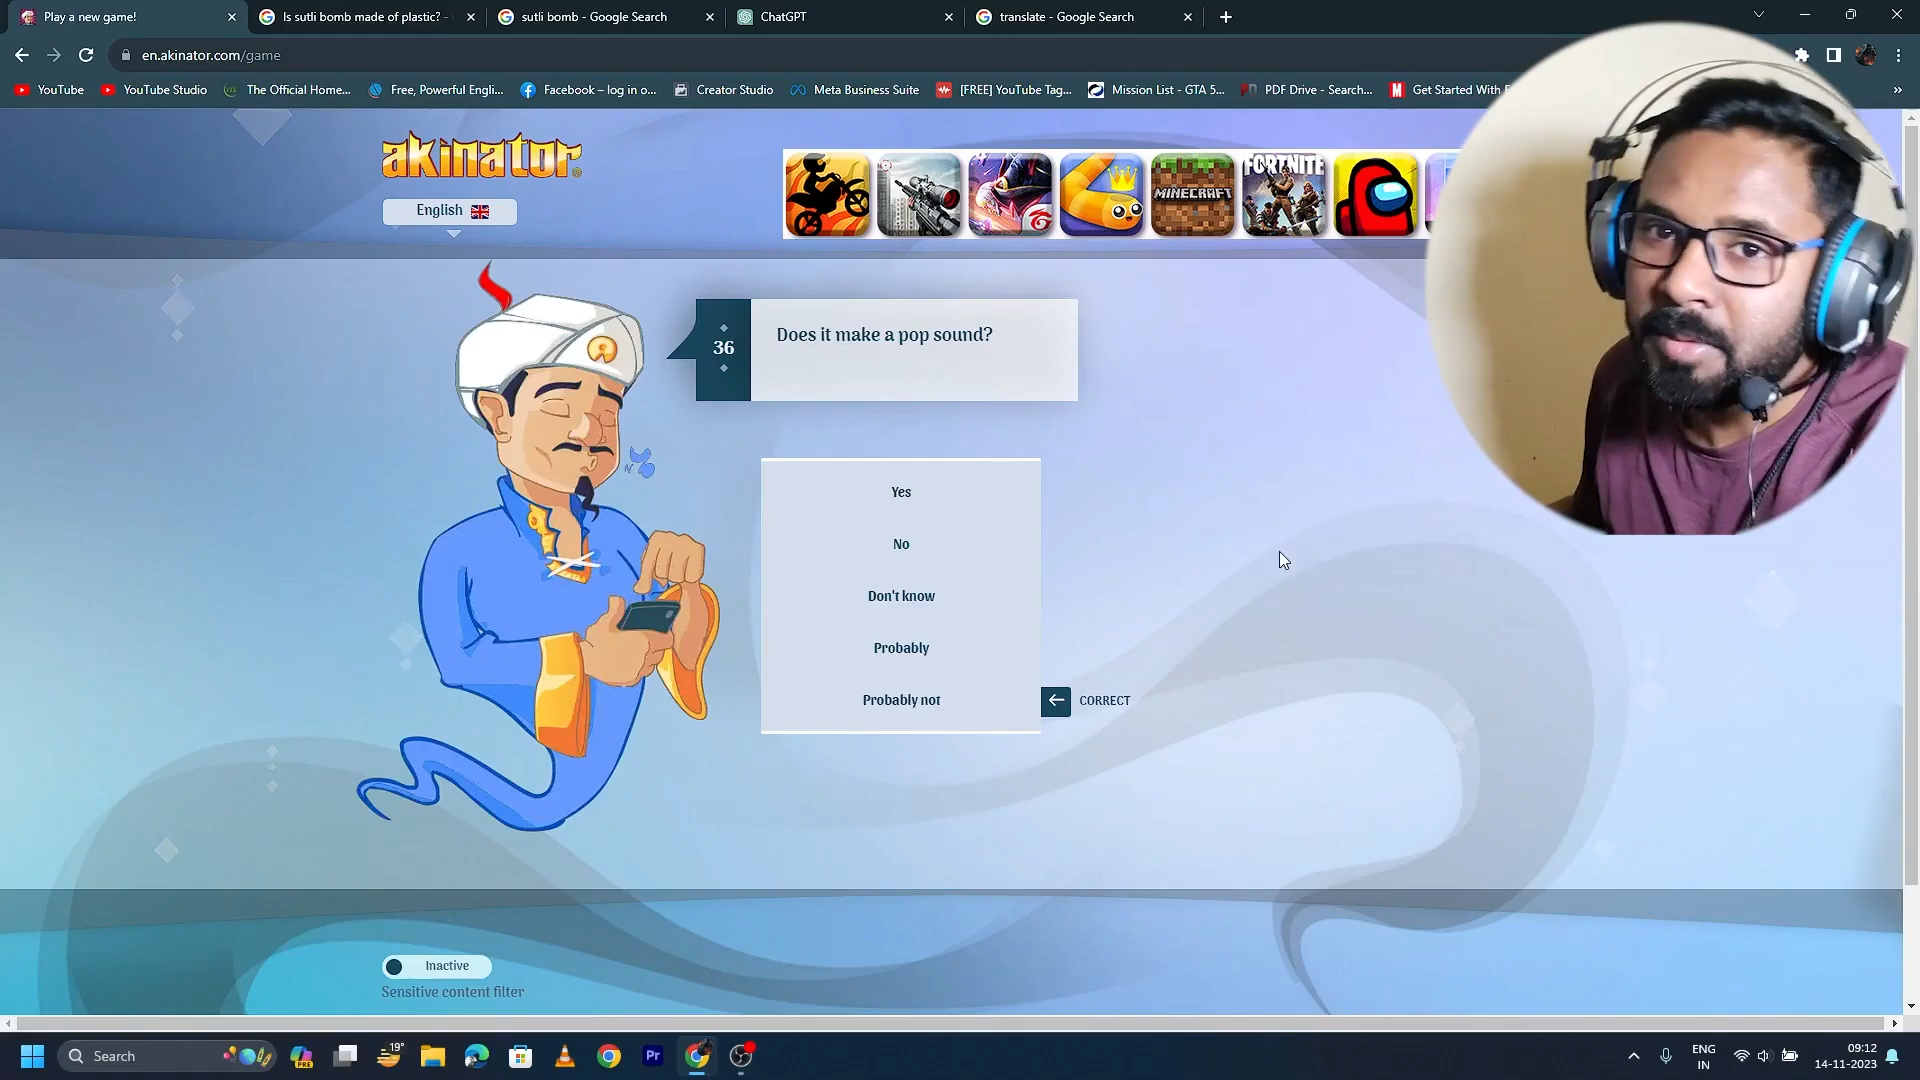 Play a new game!
Is sutli bomb made of plastic? -
sutli bomb - Google Search
ChatGPT
translate - Google Search
en.akinator.com/game
YouTube
YouTube Studio
The Official Home...
Free, Powerful Engli...
Facebook – log in o...
Creator Studio
Meta Business Suite
[FREE] YouTube Tag...
Mission List - GTA 5...
PDF Drive - Search...
Get Started With
akinator
English
MINECRAFT
FORTNITE
36
Does it make a pop sound?
Yes
No
Don't know
Probably
Probably not
CORRECT
Inactive
Sensitive content filter
Search
PRE
19°
Pr
ENG
IN
09:12
14-11-2023